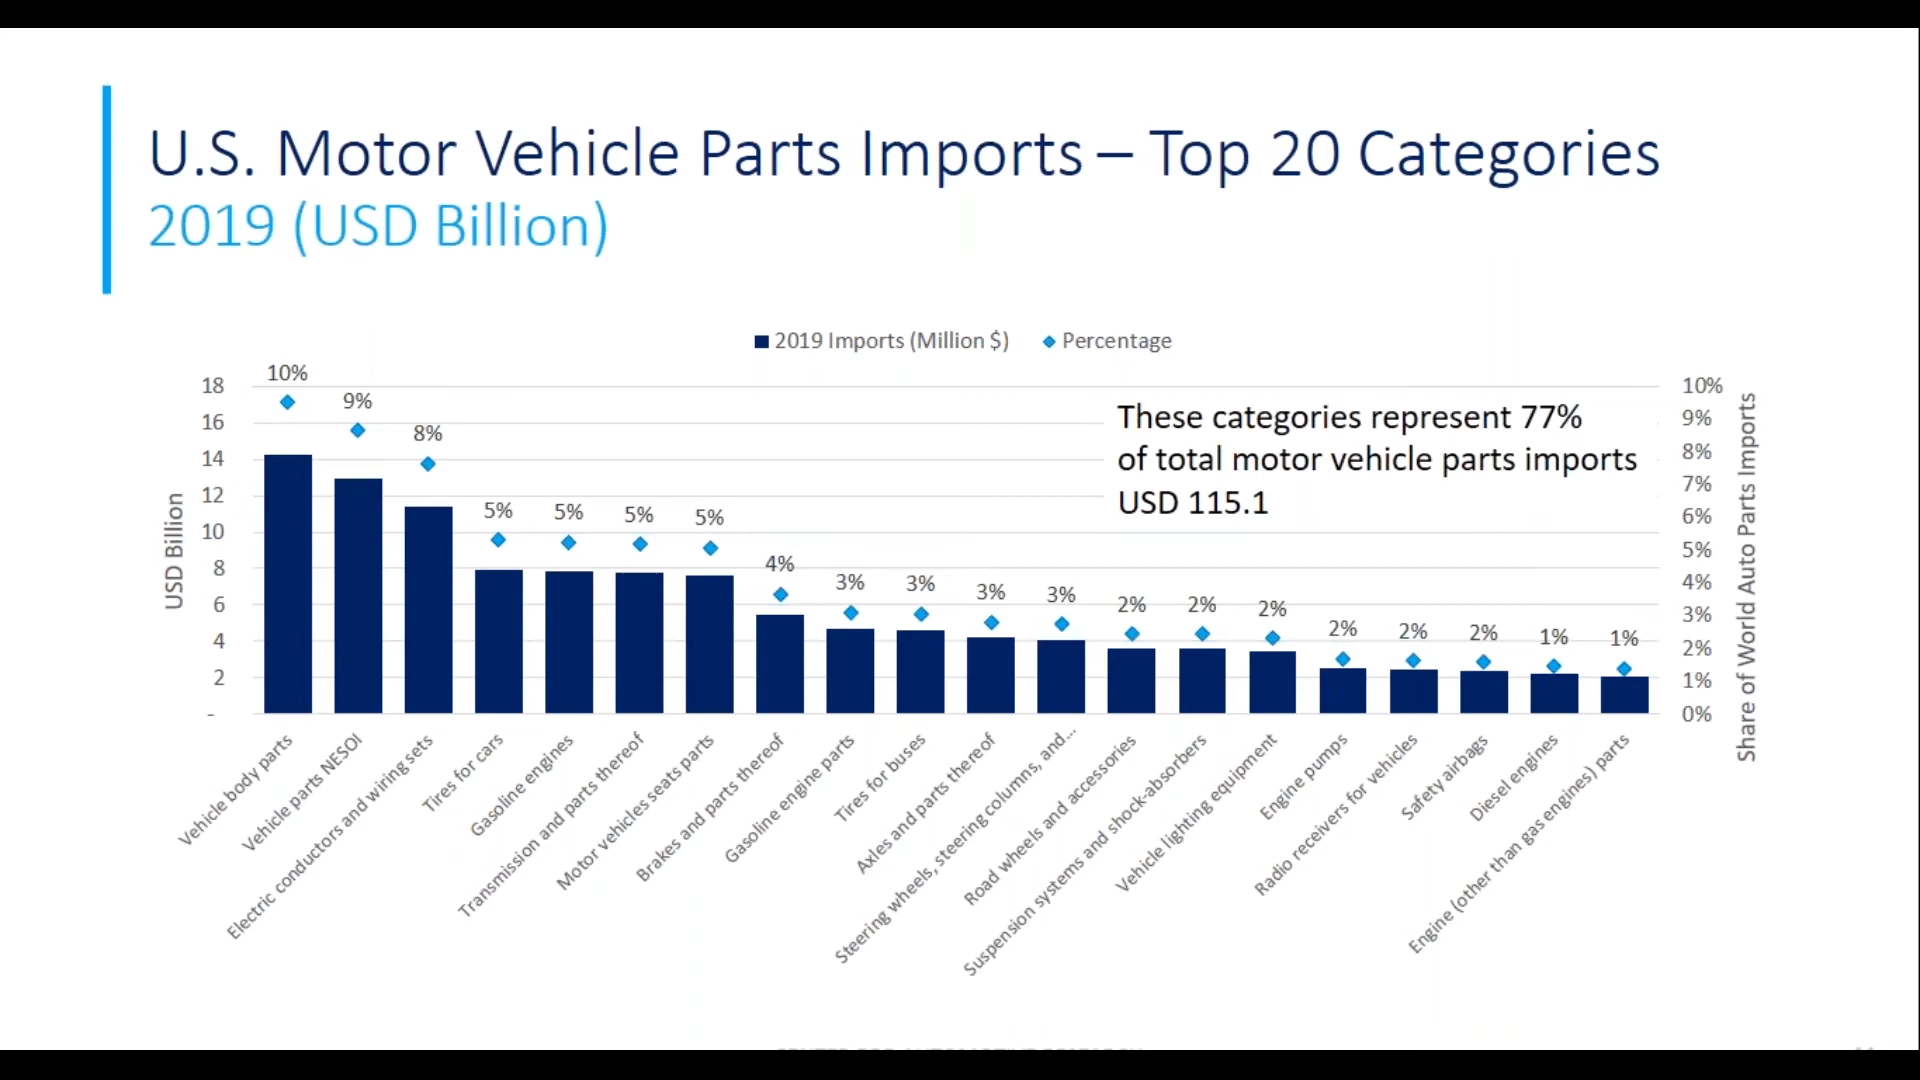 U.S. Motor Vehicle Parts Imports – Top 20 Categories
2019 (USD Billion)
2019 Imports (Million $)
Percentage
USD Billion
18
16
14
12
10
8
6
4
2
-
10%
9%
8%
5%
5%
5%
5%
4%
3%
3%
3%
3%
2%
2%
2%
2%
2%
2%
1%
1%
These categories represent 77%
of total motor vehicle parts imports
USD 115.1
10%
9%
8%
7%
6%
5%
4%
3%
2%
1%
0%
Share of World Auto Parts Imports
Vehicle body parts
Vehicle parts NESOI
Electric conductors and wiring sets
Tires for cars
Gasoline engines
Transmission and parts thereof
Motor vehicles seats parts
Brakes and parts thereof
Gasoline engine parts
Tires for buses
Axles and parts thereof
Steering wheels, steering columns, and...
Road wheels and accessories
Suspension systems and shock-absorbers
Vehicle lighting equipment
Engine pumps
Radio receivers for vehicles
Safety airbags
Diesel engines
Engine (other than gas engines) parts